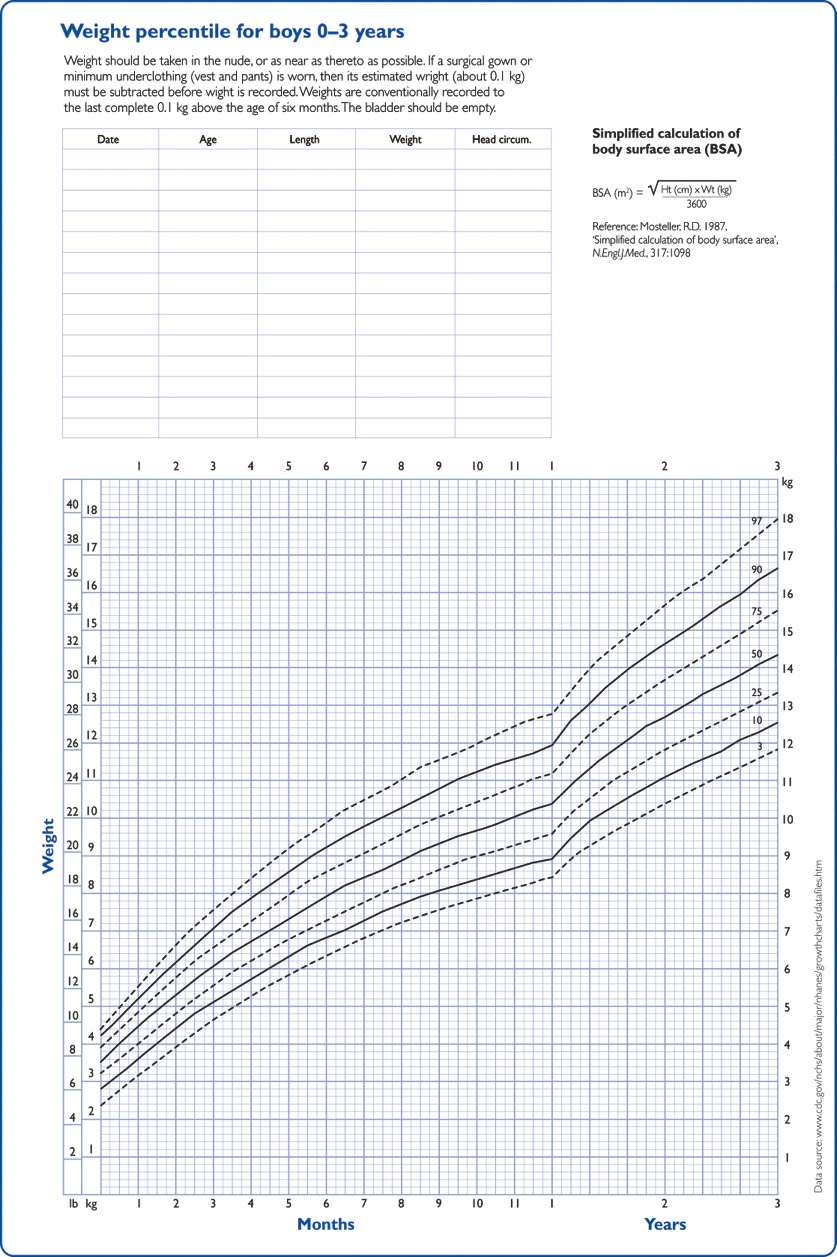 Weight percentile for boys 0–3 years
Weight should be taken in the nude, or as near as thereto as possible. If a surgical gown or
minimum underclothing (vest and pants) is worn, then its estimated wright (about 0.1 kg)
must be subtracted before wight is recorded. Weights are conventionally recorded to
the last complete 0.1 kg above the age of six months. The bladder should be empty.
Date Age Length Weight Head circum.
Simplified calculation of
body surface area (BSA)
BSA (m²) = √ Ht (cm) x Wt (kg)
3600
Reference: Mosteller, R.D. 1987,
‘Simplified calculation of body surface area’,
N.Engl.J.Med., 317:1098
1 2 3 4 5 6 7 8 9 10 11 1 2 3
kg
40 18
38 17
36 16
34 15
32 14
30 13
28 12
26 11
24 10
22 9
20 8
18 7
16 6
14 5
12 4
10 3
8 2
6 1
4
2
97
90
75
50
25
10
3
18
17
16
15
14
13
12
11
10
9
8
7
6
5
4
3
2
1
Weight
lb kg 1 2 3 4 5 6 7 8 9 10 11 1 2 3
Months Years
Data source: www.cdc.gov/nchs/about/major/nhanes/growthcharts/datafiles.htm